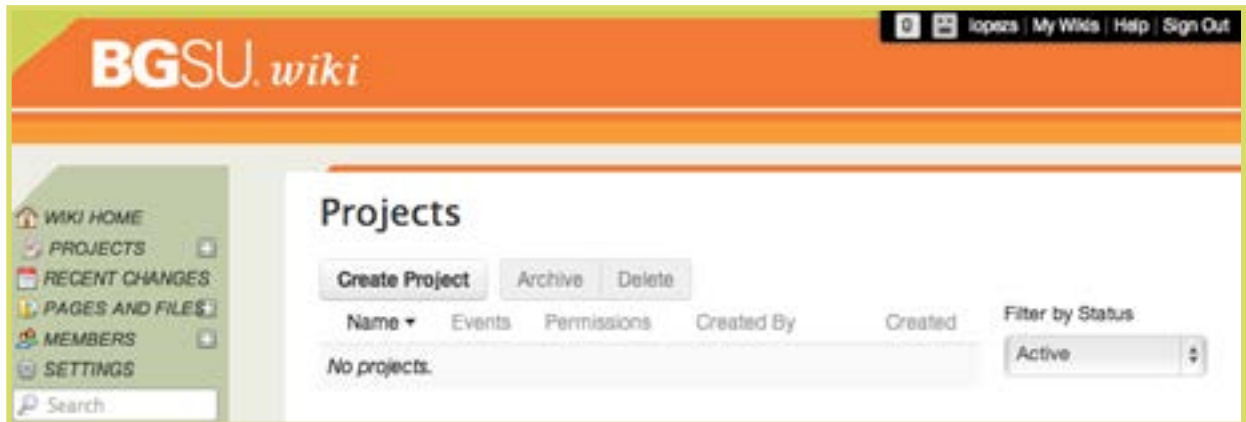 0 lopezs | My Wikis | Help | Sign Out
BGSU. wiki
WIKI HOME
PROJECTS
RECENT CHANGES
PAGES AND FILES
MEMBERS
SETTINGS
Search
Projects
Create Project Archive Delete
Name Events Permissions Created By Created
No projects.
Filter by Status
Active